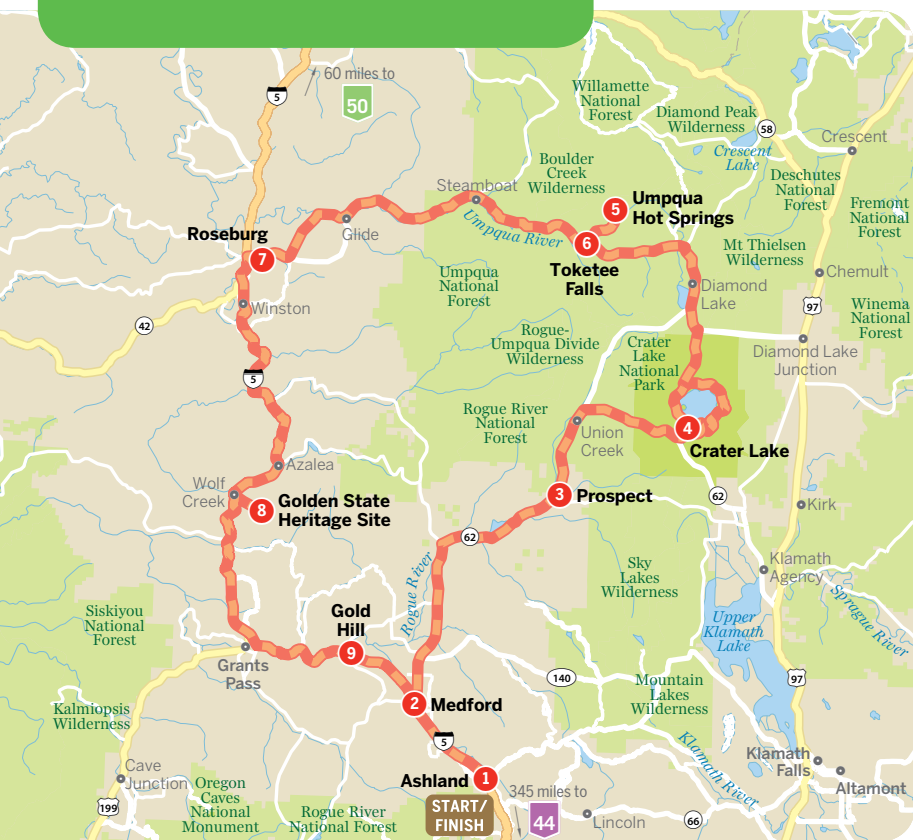 60 miles to
50
5
Willamette
National
Forest
Diamond Peak
Wilderness
58
Crescent
Crescent
Lake
Boulder
Creek
Wilderness
Deschutes
National
Forest
Steamboat
5
Umpqua
Hot Springs
Fremont
National
Forest
Roseburg
7
Glide
Umpqua River
6
Toketee
Falls
Mt Thielsen
Wilderness
Umpqua
National
Forest
Diamond
Lake
Chemult
97
Winema
National
Forest
Winston
42
Rogue-
Umpqua Divide
Wilderness
Crater
Lake
National
Park
Diamond Lake
Junction
5
Rogue River
National
Forest
Union
Creek
4
Crater Lake
Azalea
Wolf
Creek
8
Golden State
Heritage Site
3
Prospect
62
Kirk
62
Rogue River
Sky
Lakes
Wilderness
Klamath
Agency
Sprague River
Siskiyou
National
Forest
Gold
Hill
9
Upper
Klamath
Lake
Grants
Pass
140
97
Mountain
Lakes
Wilderness
2
Medford
Kalmiopsis
Wilderness
5
Klamath River
Klamath
Falls
Cave
Junction
Ashland
1
Altamont
199
Oregon
Caves
National
Monument
Rogue River
National Forest
START/
FINISH
345 miles to
44
Lincoln
66